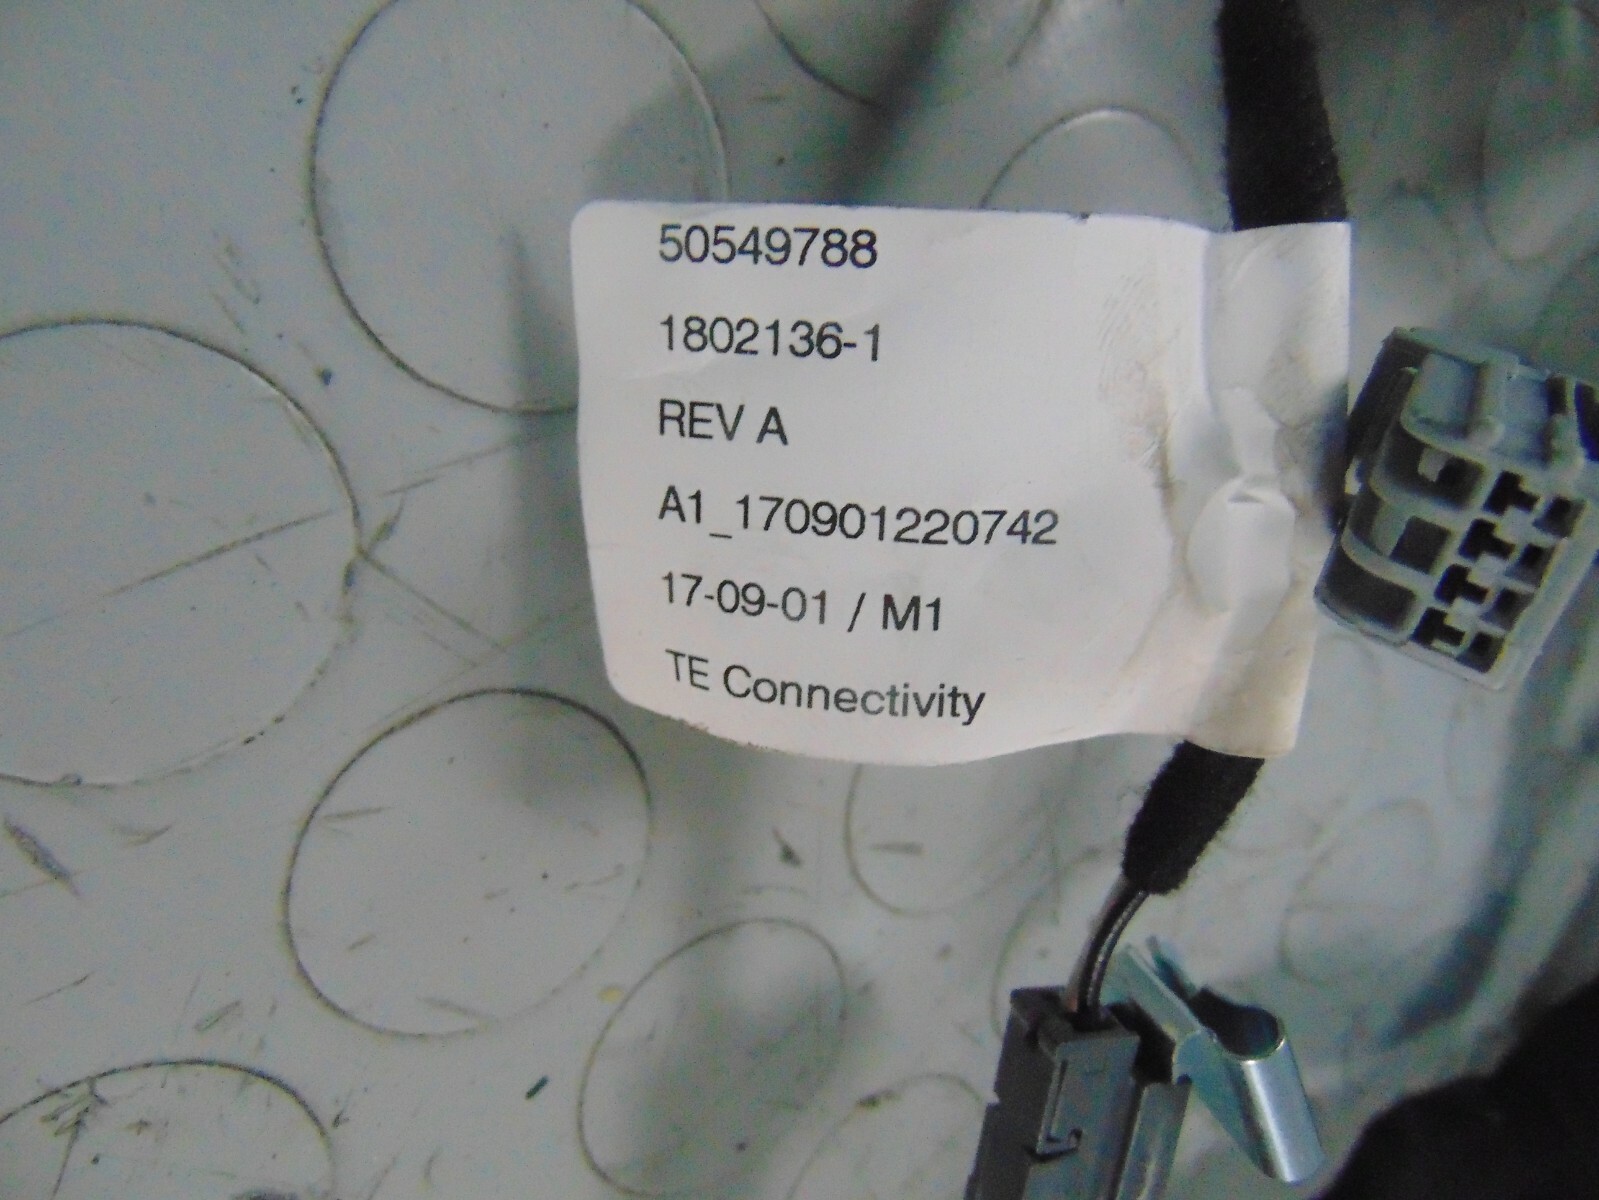 50549788
1802136-1
REV A
A1_170901220742
17-09-01 / M1
TE Connectivity